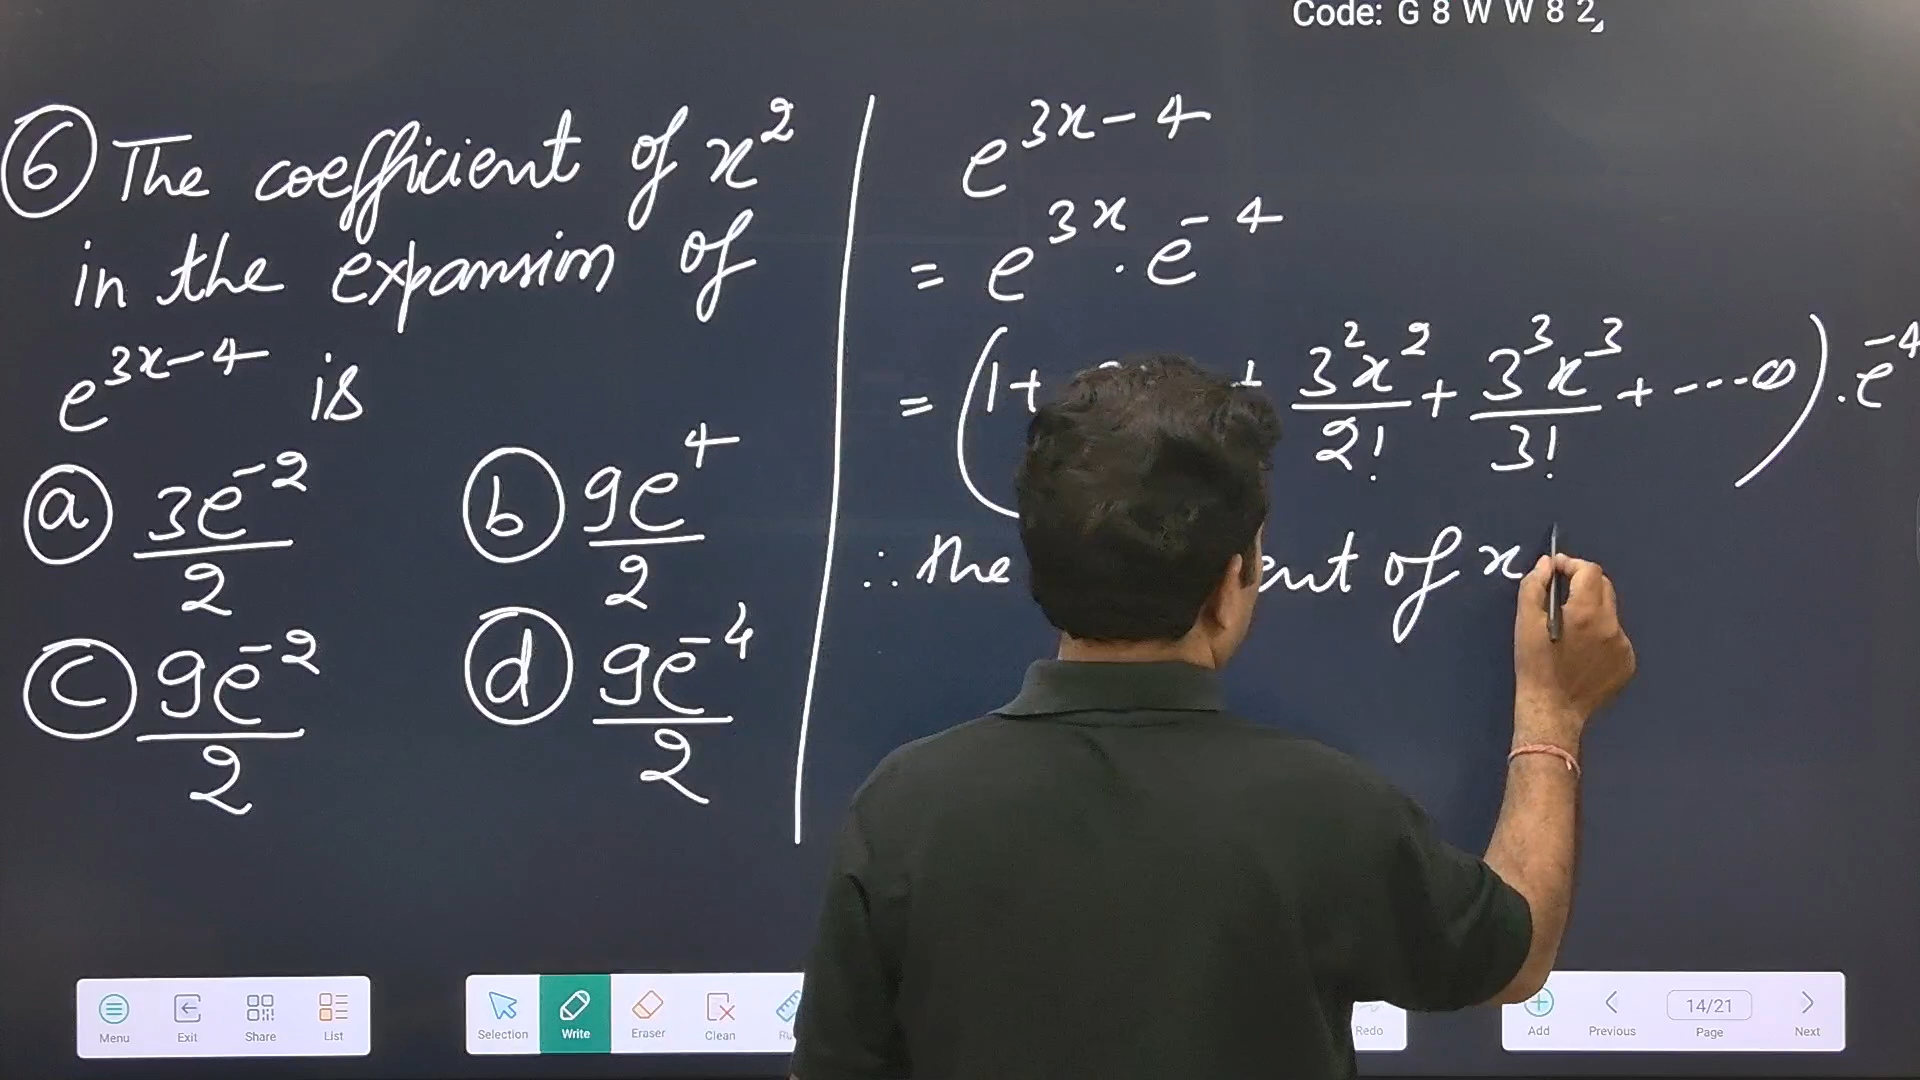 Code: G 8 W W 8 2
⑥ The coefficient of x²
in the expansion of
e^{3x-4} is
ⓐ 3e^{-2}/2 ⓑ 9e^{4}/2
ⓒ 9e^{-2}/2 ⓓ 9e^{-4}/2
e^{3x-4}
= e^{3x} . e^{-4}
= (1+ + 3²x²/2! + 3³x³/3! + ---∞) . e^{-4}
∴ the of x
Menu Exit Share List
Selection Write Eraser Clean
Redo
Add Previous 14/21 Page Next